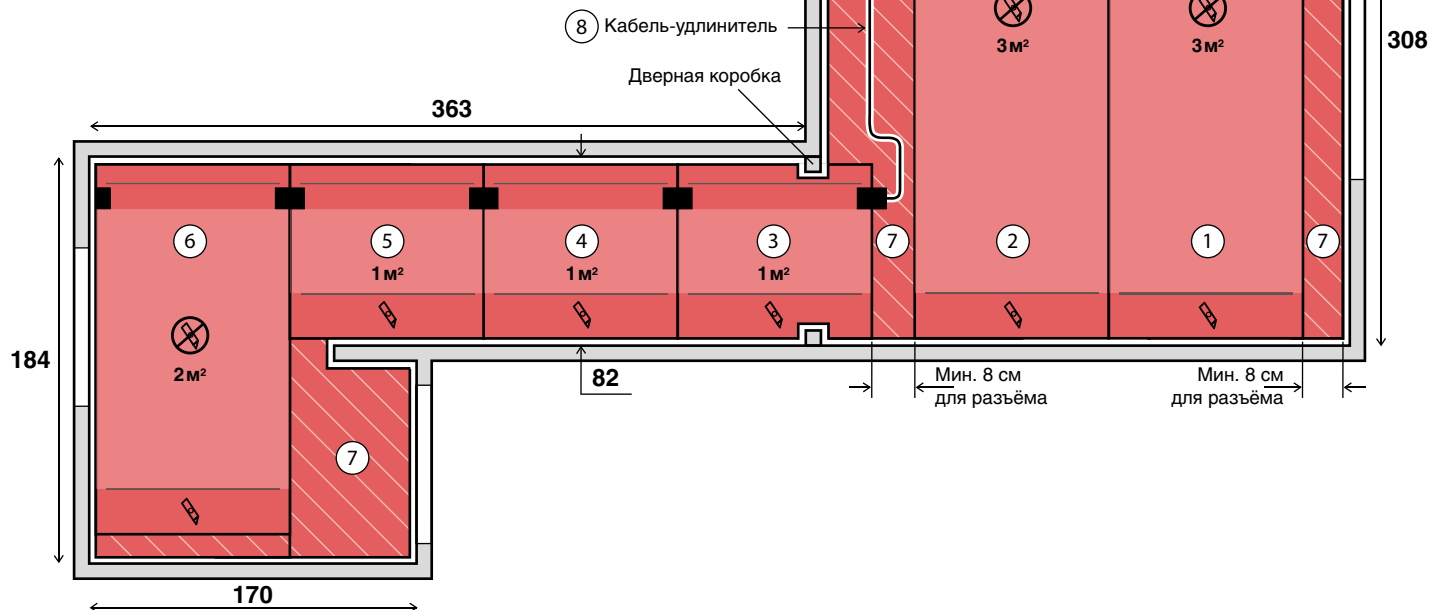 8 Кабель-удлинитель
3 м²
3 м²
308
Дверная коробка
363
6
5
4
3
7
2
1
7
1 м²
1 м²
1 м²
184
2 м²
82
Мин. 8 см
для разъёма
Мин. 8 см
для разъёма
7
170